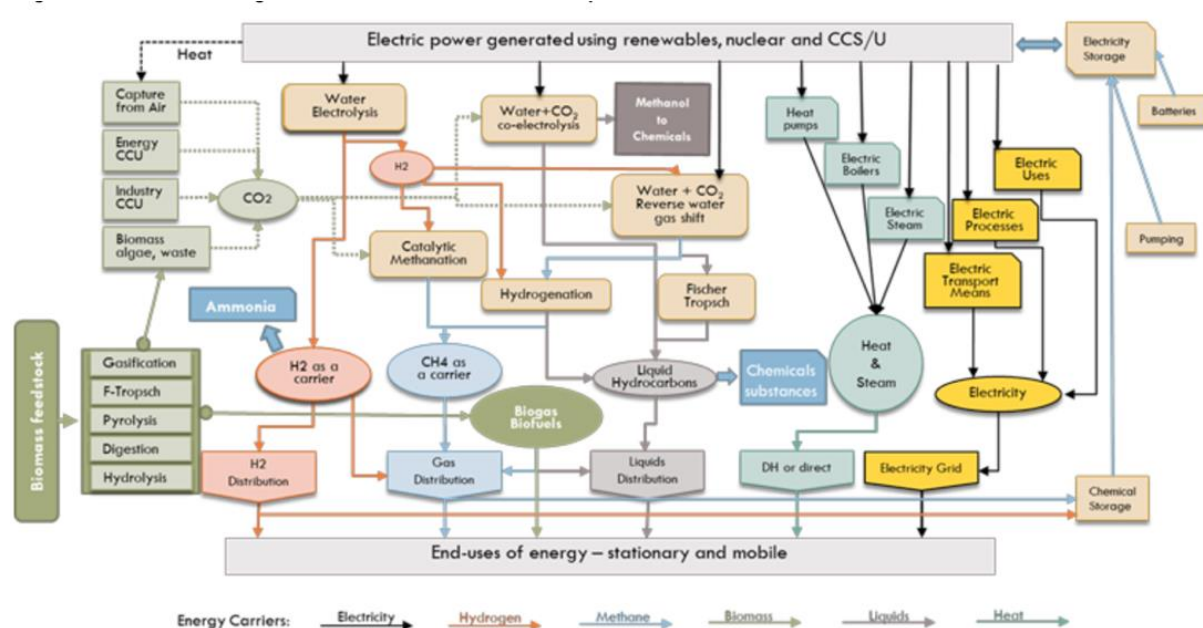 Electric power generated using renewables, nuclear and CCS/U
Heat
Electricity
Storage
Batteries
Pumping
Capture
from Air
Energy
CCU
Industry
CCU
Biomass
algae, waste
CO2
Water
Electrolysis
H2
Water+CO2
co-electrolysis
Methanol
to
Chemicals
Water + CO2
Reverse water
gas shift
Catalytic
Methanation
Hydrogenation
Fischer
Tropsch
Heat
pumps
Electric
Boilers
Electric
Steam
Electric
Uses
Electric
Processes
Electric
Transport
Means
Ammonia
Biomass feedstock
Gasification
F-Tropsch
Pyrolysis
Digestion
Hydrolysis
H2 as a
carrier
CH4 as
a carrier
Biogas
Biofuels
Liquid
Hydrocarbons
Chemicals
substances
Heat
&
Steam
Electricity
H2
Distribution
Gas
Distribution
Liquids
Distribution
DH or direct
Electricity Grid
Chemical
Storage
End-uses of energy – stationary and mobile
Energy Carriers: Electricity Hydrogen Methane Biomass Liquids Heat